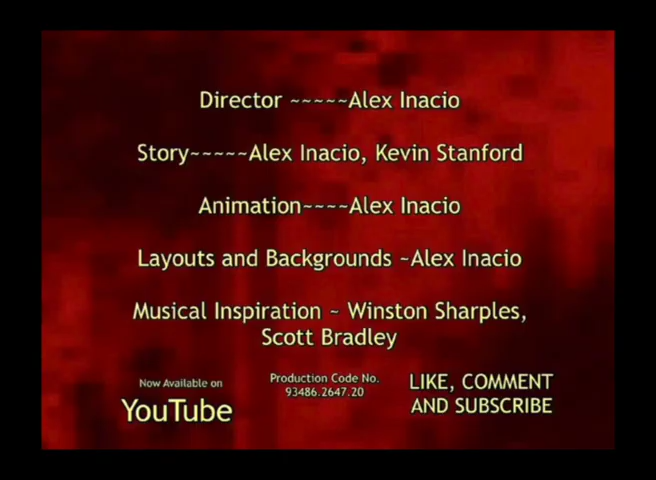 Director ~~~~~Alex Inacio
Story~~~~~Alex Inacio, Kevin Stanford
Animation~~~~Alex Inacio
Layouts and Backgrounds ~Alex Inacio
Musical Inspiration ~ Winston Sharples,
Scott Bradley
Now Available on
YouTube
Production Code No.
93486.2647.20
LIKE, COMMENT
AND SUBSCRIBE